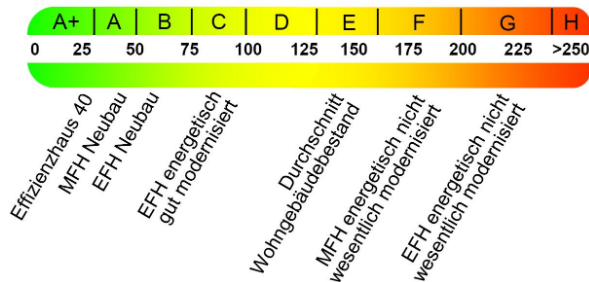 A+ A B C D E F G H
0 25 50 75 100 125 150 175 200 225 >250
Effizienzhaus 40
MFH Neubau
EFH Neubau
EFH energetisch
gut modernisiert
Durchschnitt
Wohngebäudebestand
MFH energetisch nicht
wesentlich modernisiert
EFH energetisch nicht
wesentlich modernisiert